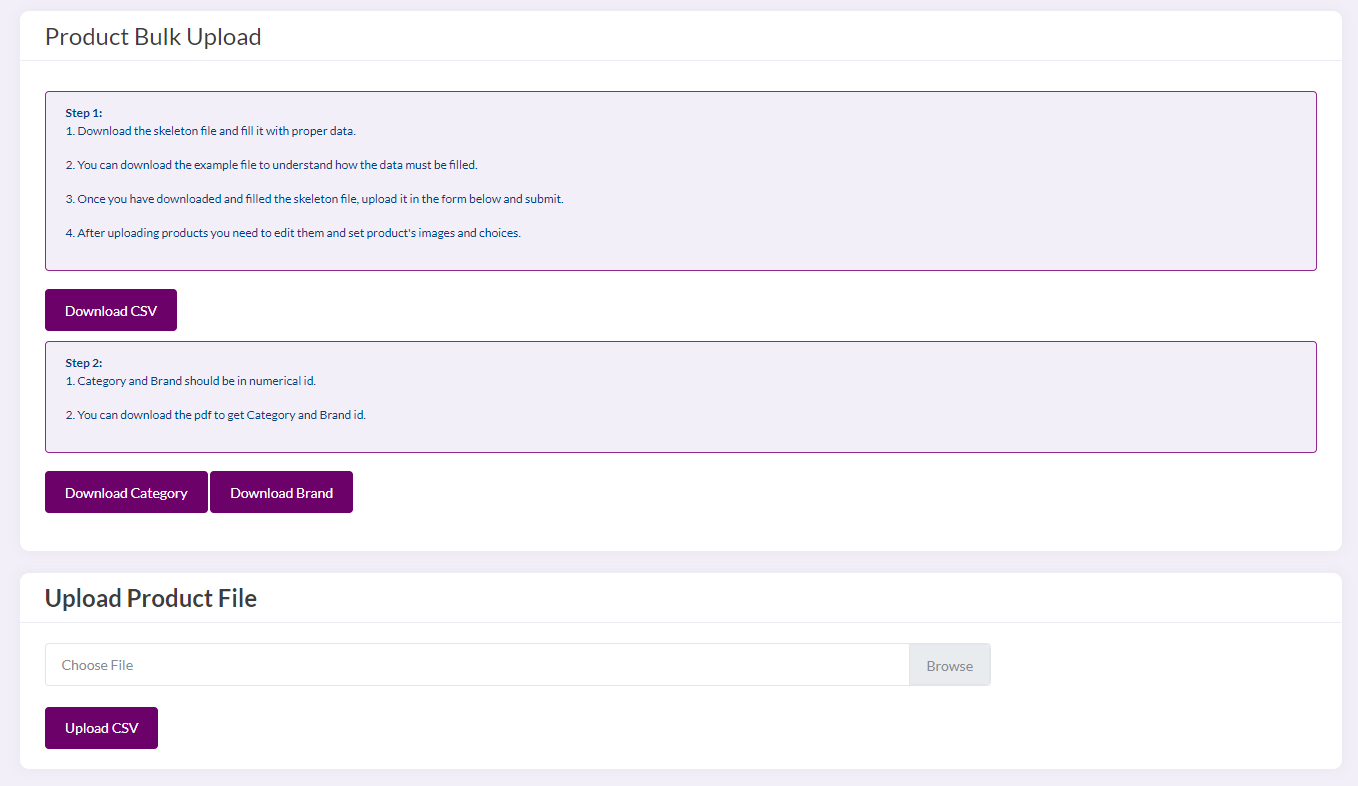 Product Bulk Upload
Step 1:
1. Download the skeleton file and fill it with proper data.
2. You can download the example file to understand how the data must be filled.
3. Once you have downloaded and filled the skeleton file, upload it in the form below and submit.
4. After uploading products you need to edit them and set product's images and choices.
Download CSV
Step 2:
1. Category and Brand should be in numerical id.
2. You can download the pdf to get Category and Brand id.
Download Category Download Brand
Upload Product File
Choose File Browse
Upload CSV